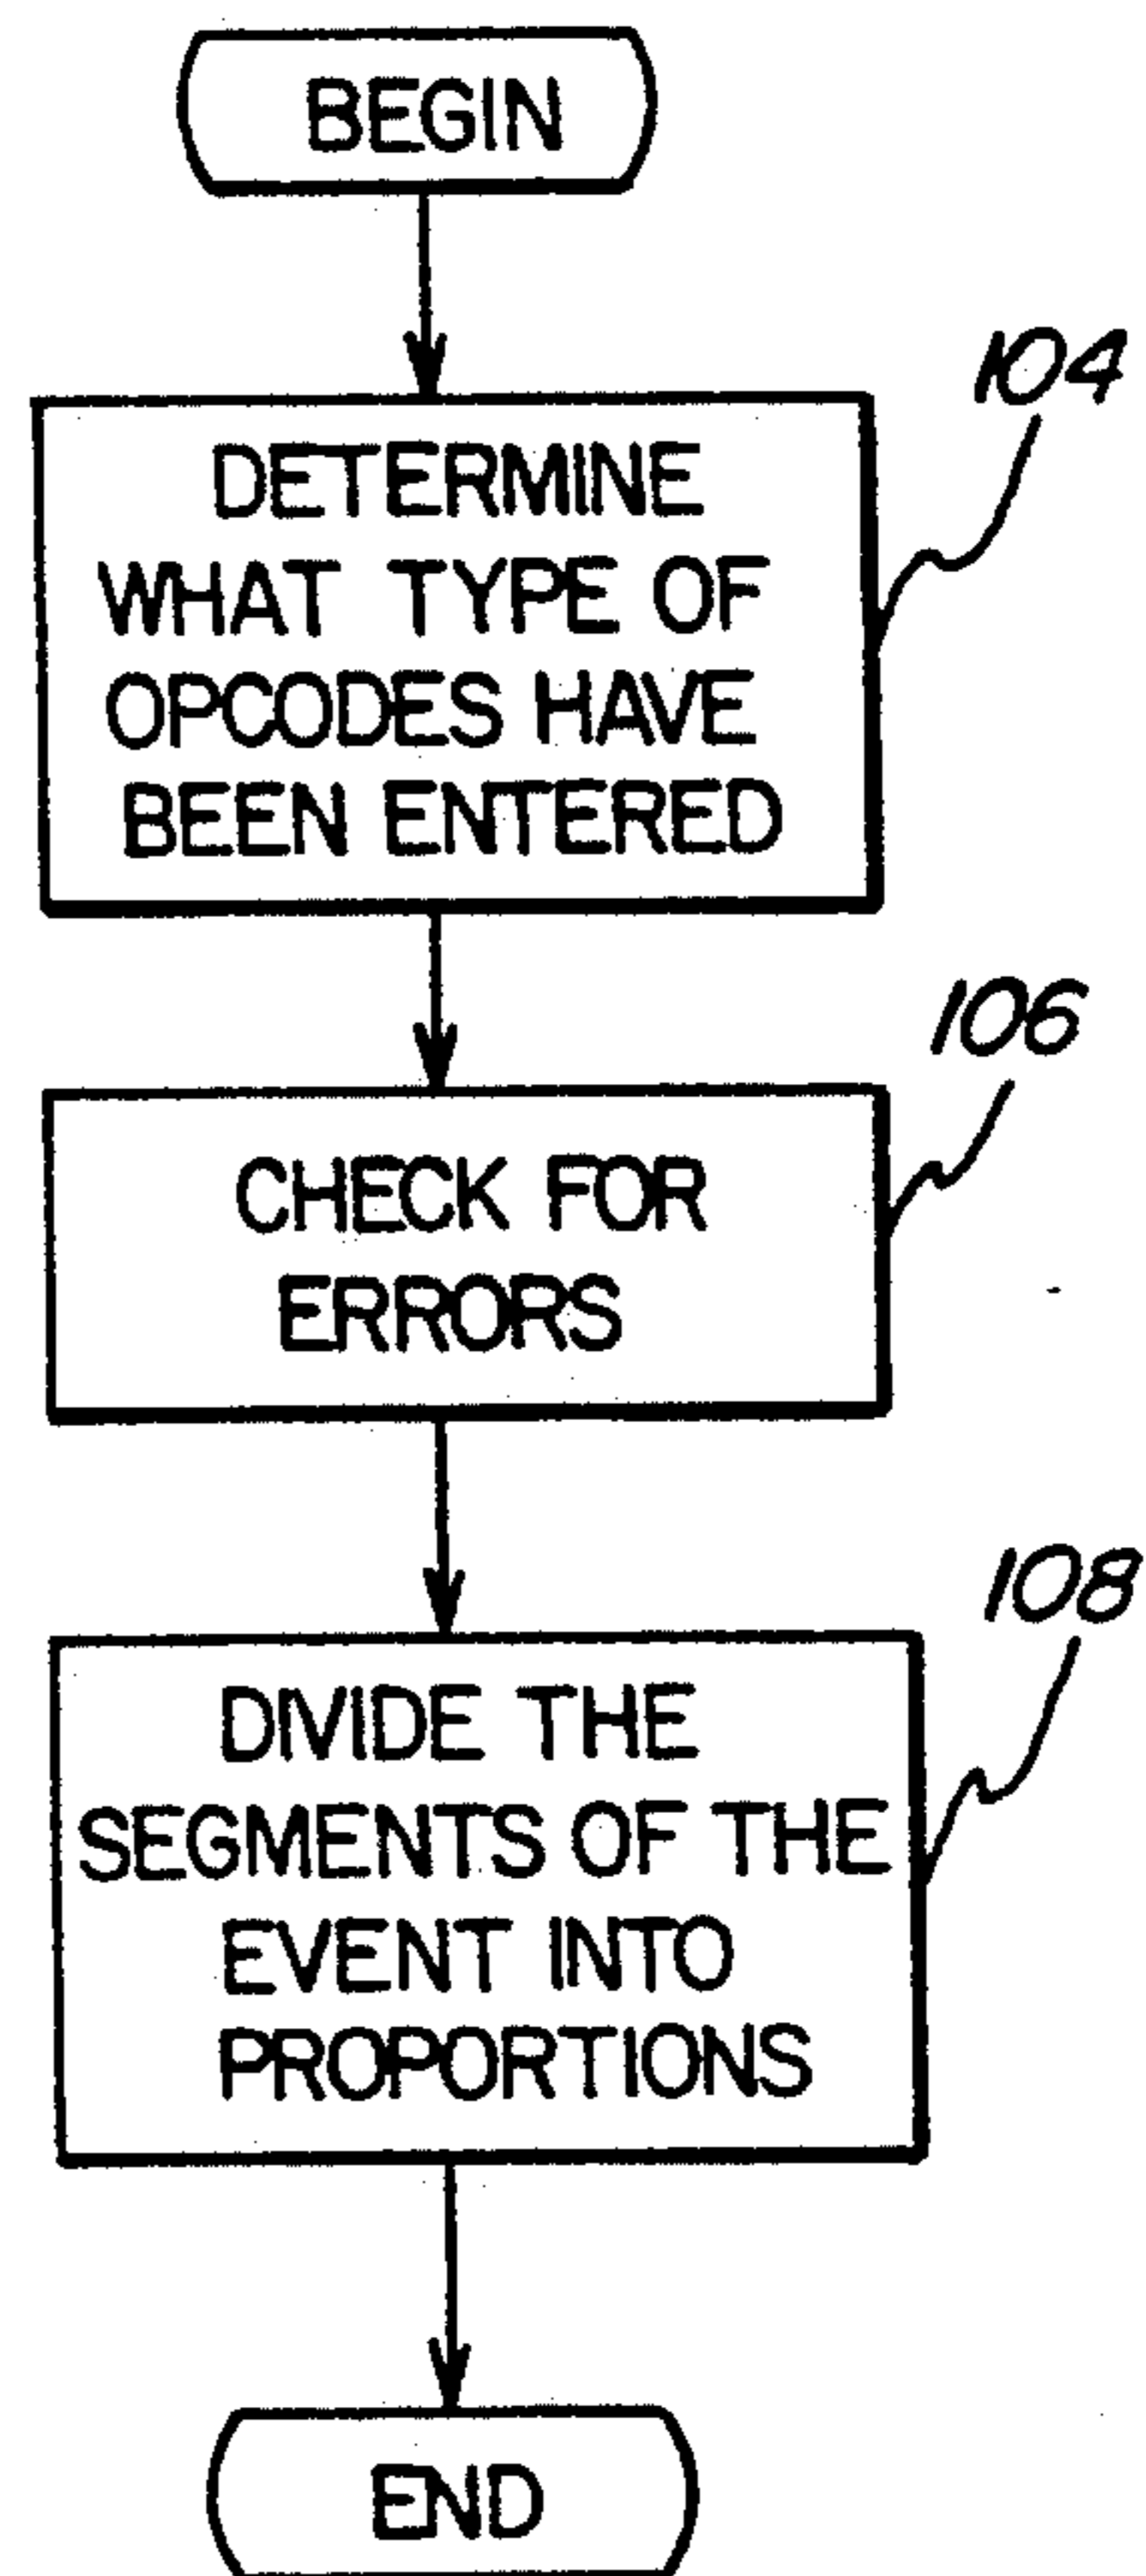 BEGIN
104
DETERMINE
WHAT TYPE OF
OPCODES HAVE
BEEN ENTERED
106
CHECK FOR
ERRORS
108
DIVIDE THE
SEGMENTS OF THE
EVENT INTO
PROPORTIONS
END